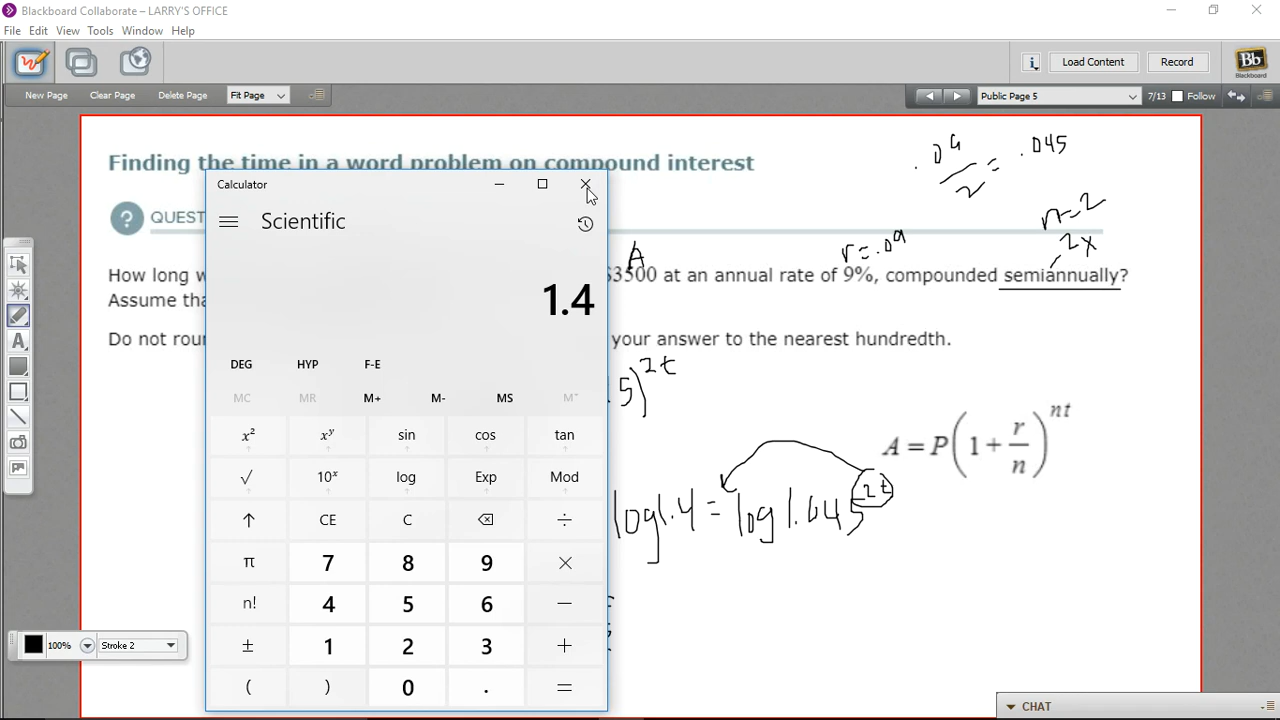 Blackboard Collaborate – LARRY'S OFFICE
File Edit View Tools Window Help
Load Content
Record
Bb
Blackboard
New Page Clear Page Delete Page Fit Page
Public Page 5
7/13
Follow
Finding the time in a word problem on compound interest
.09/2 = .045
? QUEST
n=2
2x
A
r=.09
How long w
$3500 at an annual rate of 9%, compounded semiannually?
Assume tha
Do not roun
your answer to the nearest hundredth.
5)^2t
A = P(1 + r/n)^nt
log1.4 = log1.045^2t
Calculator
Scientific
1.4
DEG HYP F-E
MC MR M+ M- MS M˅
x² xʸ sin cos tan
√ 10ˣ log Exp Mod
↑ CE C ⌫ ÷
π 7 8 9 ×
n! 4 5 6 −
± 1 2 3 +
( ) 0 . =
100%
Stroke 2
CHAT